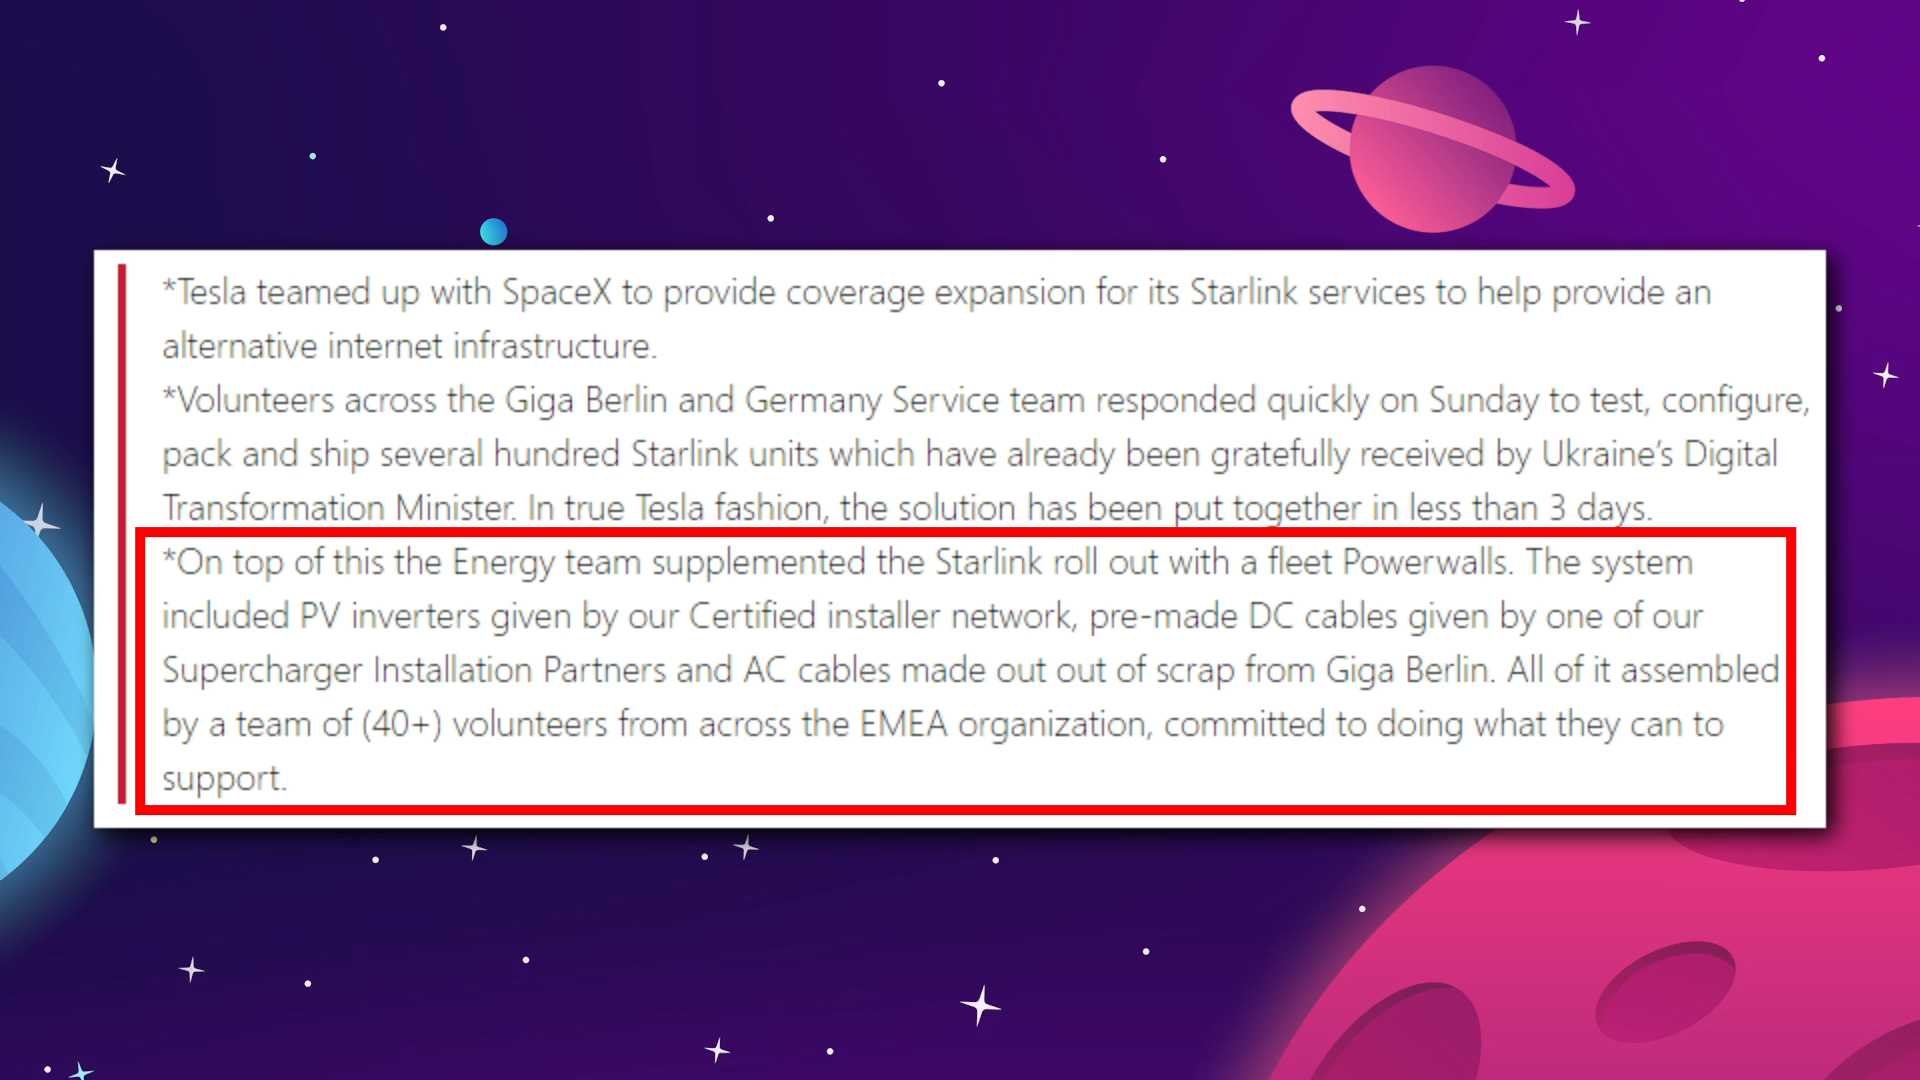 *Tesla teamed up with SpaceX to provide coverage expansion for its Starlink services to help provide an
alternative internet infrastructure.
*Volunteers across the Giga Berlin and Germany Service team responded quickly on Sunday to test, configure,
pack and ship several hundred Starlink units which have already been gratefully received by Ukraine’s Digital
Transformation Minister. In true Tesla fashion, the solution has been put together in less than 3 days.
*On top of this the Energy team supplemented the Starlink roll out with a fleet Powerwalls. The system
included PV inverters given by our Certified installer network, pre-made DC cables given by one of our
Supercharger Installation Partners and AC cables made out out of scrap from Giga Berlin. All of it assembled
by a team of (40+) volunteers from across the EMEA organization, committed to doing what they can to
support.